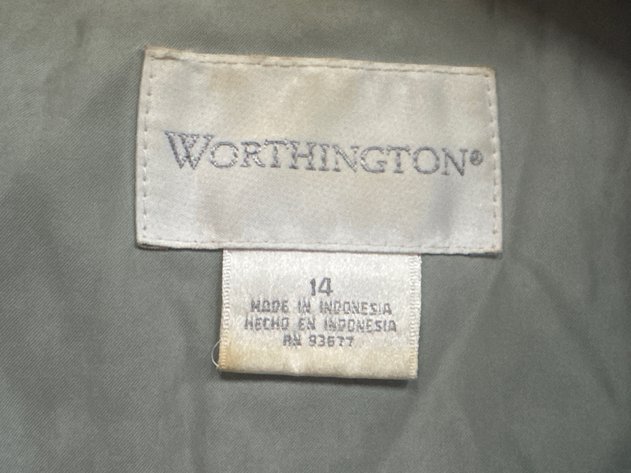 WORTHINGTON®
14
MADE IN INDONESIA
HECHO EN INDONESIA
RN 93677